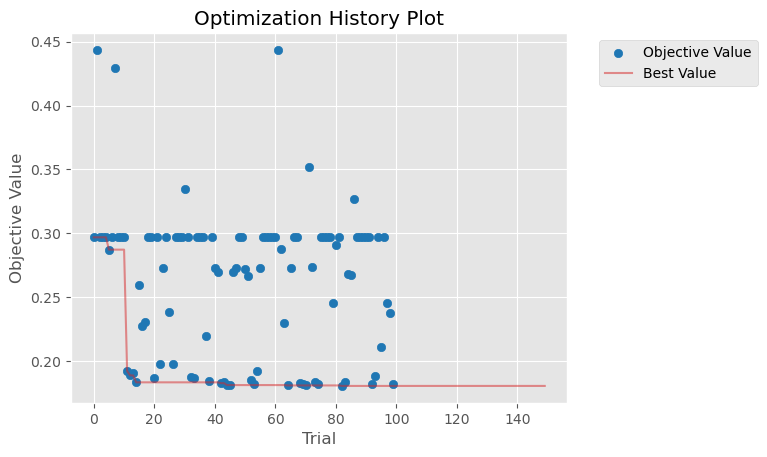 Optimization History Plot
Objective Value
Best Value
Objective Value
0.45
0.40
0.35
0.30
0.25
0.20
0
20
40
60
80
100
120
140
Trial